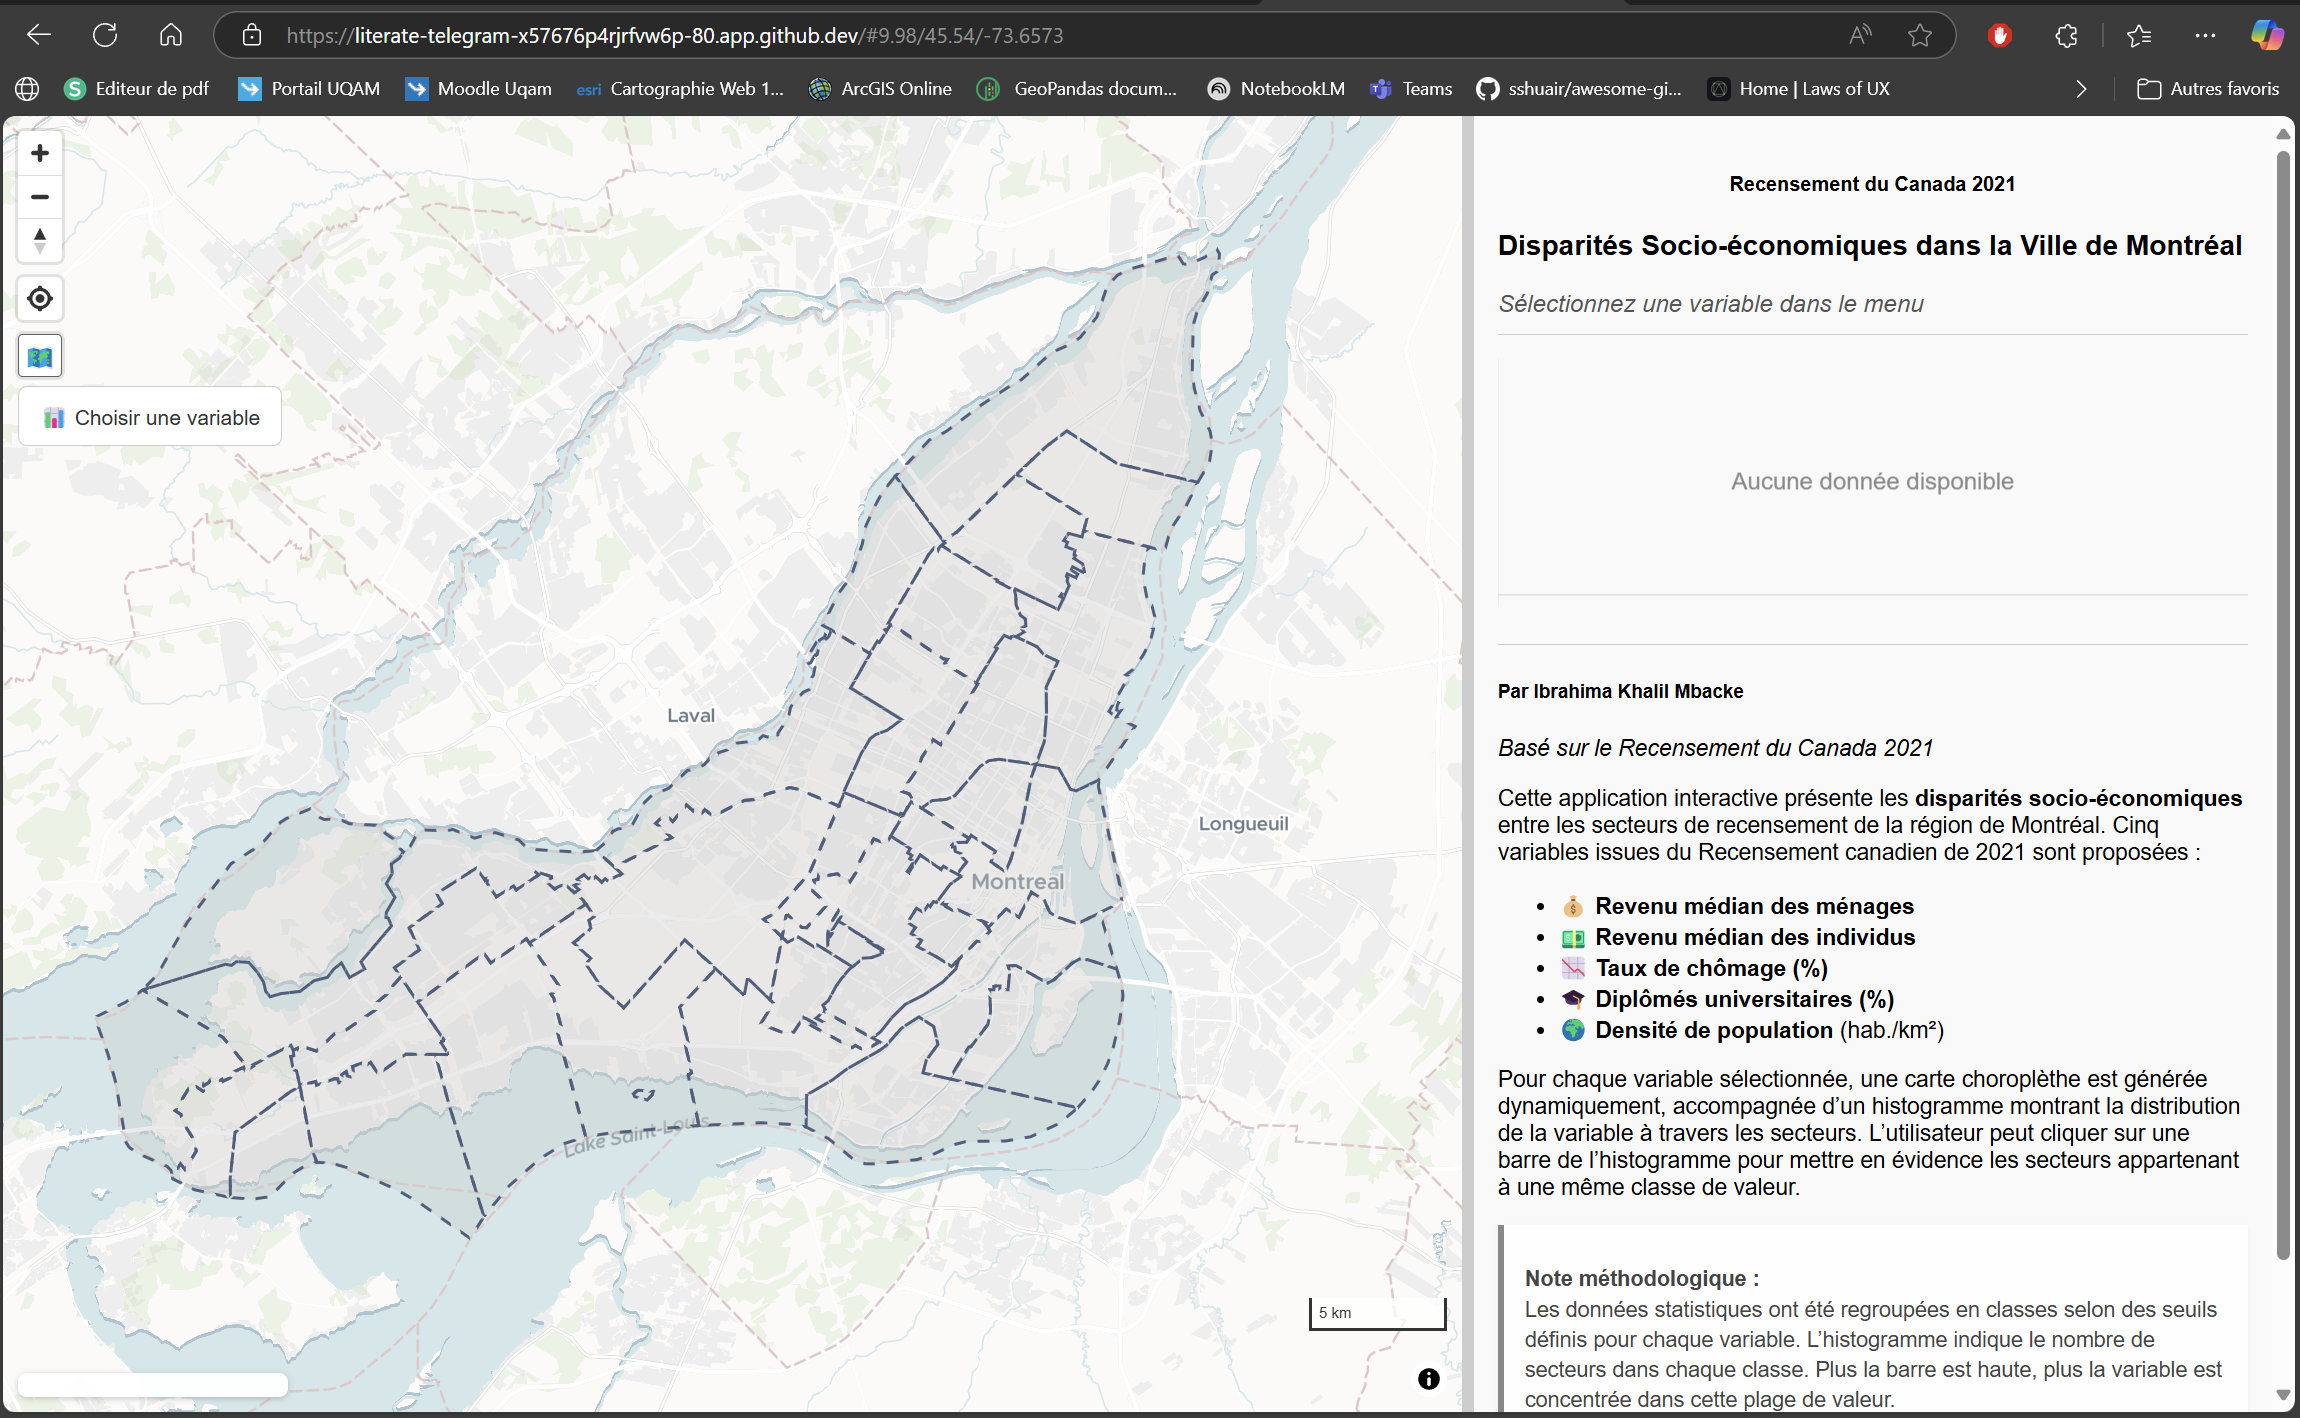 https://literate-telegram-x57676p4rjrfvw6p-80.app.github.dev/#9.98/45.54/-73.6573
Editeur de pdf
Portail UQAM
Moodle Uqam
esri Cartographie Web 1...
ArcGIS Online
GeoPandas docum...
NotebookLM
Teams
sshuair/awesome-gi...
Home | Laws of UX
Autres favoris
Choisir une variable
Laval
Longueuil
Montreal
Lake Saint-Louis
5 km
Recensement du Canada 2021
Disparités Socio-économiques dans la Ville de Montréal
Sélectionnez une variable dans le menu
Aucune donnée disponible
Par Ibrahima Khalil Mbacke
Basé sur le Recensement du Canada 2021
Cette application interactive présente les disparités socio-économiques
entre les secteurs de recensement de la région de Montréal. Cinq
variables issues du Recensement canadien de 2021 sont proposées :
• Revenu médian des ménages
• Revenu médian des individus
• Taux de chômage (%)
• Diplômés universitaires (%)
• Densité de population (hab./km²)
Pour chaque variable sélectionnée, une carte choroplèthe est générée
dynamiquement, accompagnée d’un histogramme montrant la distribution
de la variable à travers les secteurs. L’utilisateur peut cliquer sur une
barre de l’histogramme pour mettre en évidence les secteurs appartenant
à une même classe de valeur.
Note méthodologique :
Les données statistiques ont été regroupées en classes selon des seuils
définis pour chaque variable. L’histogramme indique le nombre de
secteurs dans chaque classe. Plus la barre est haute, plus la variable est
concentrée dans cette plage de valeur.